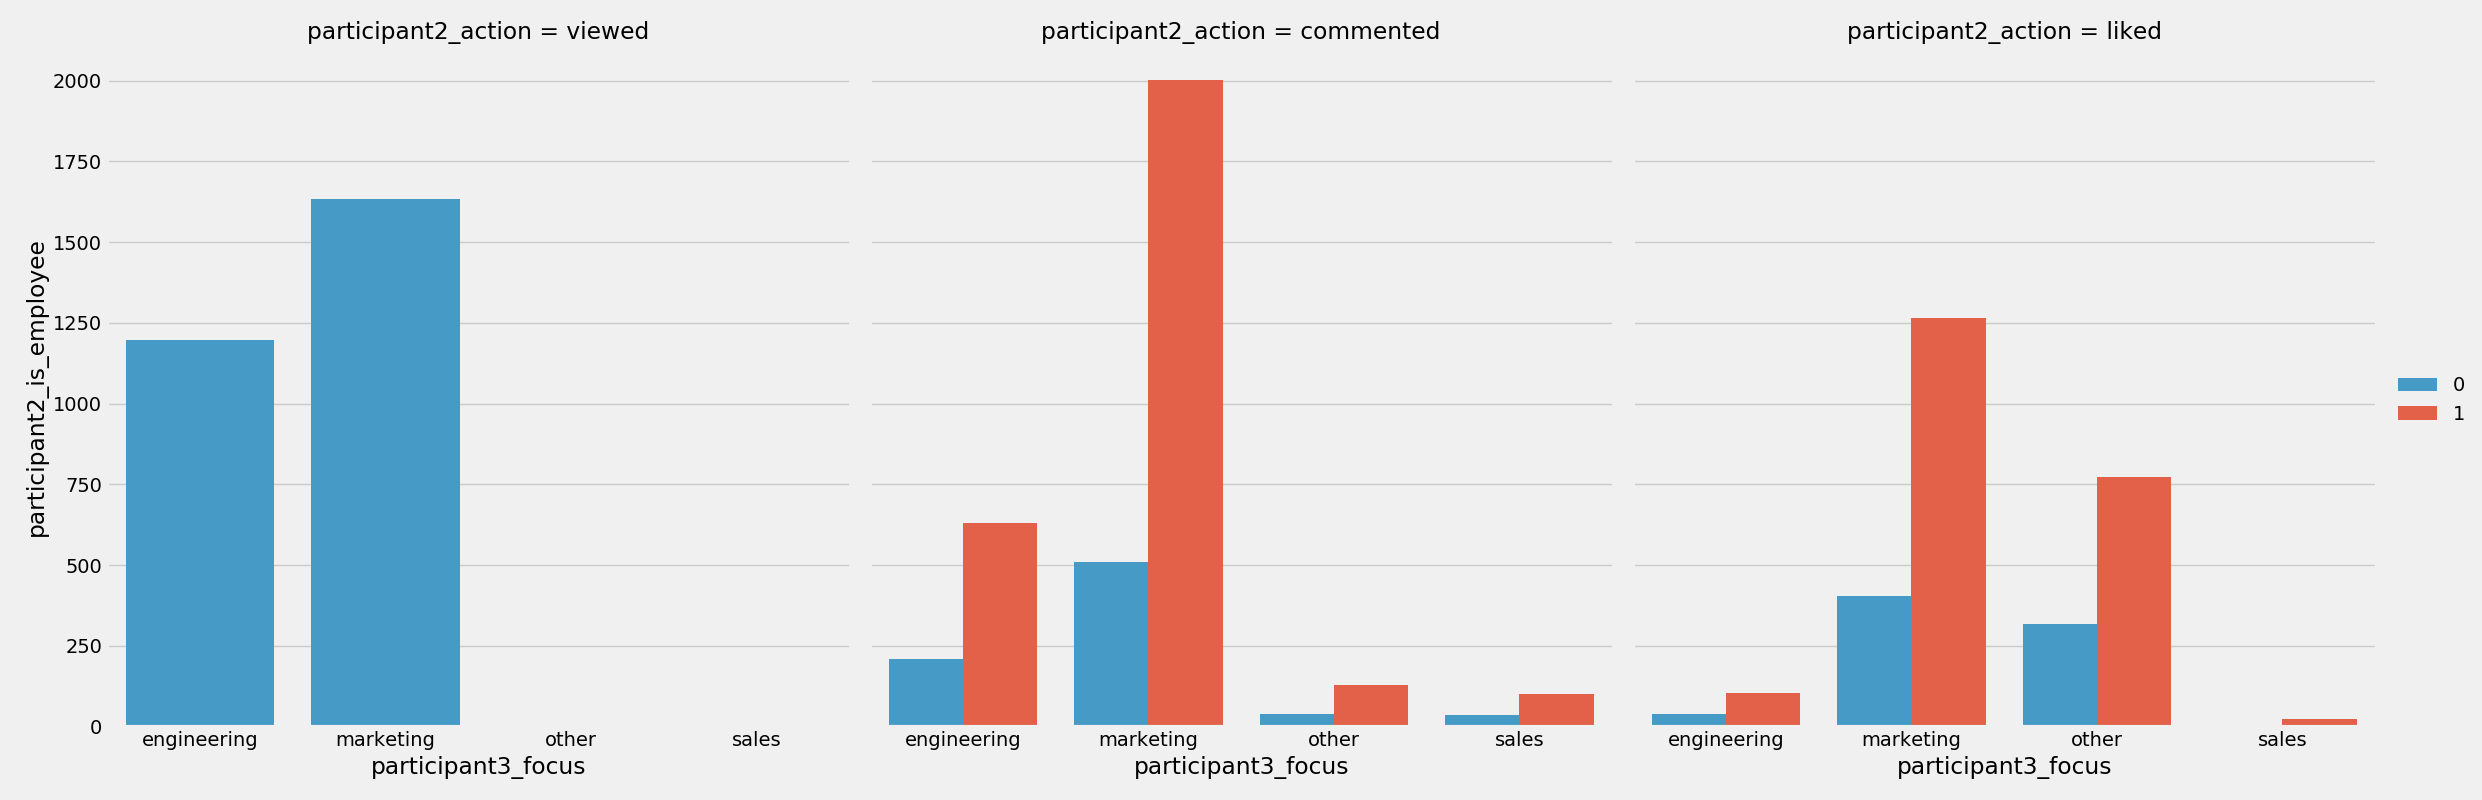 participant2_action = viewed
participant2_action = commented
participant2_action = liked
participant2_is_employee
2000
1750
1500
1250
1000
750
500
250
0
engineering marketing other sales
engineering marketing other sales
engineering marketing other sales
participant3_focus
participant3_focus
participant3_focus
0
1